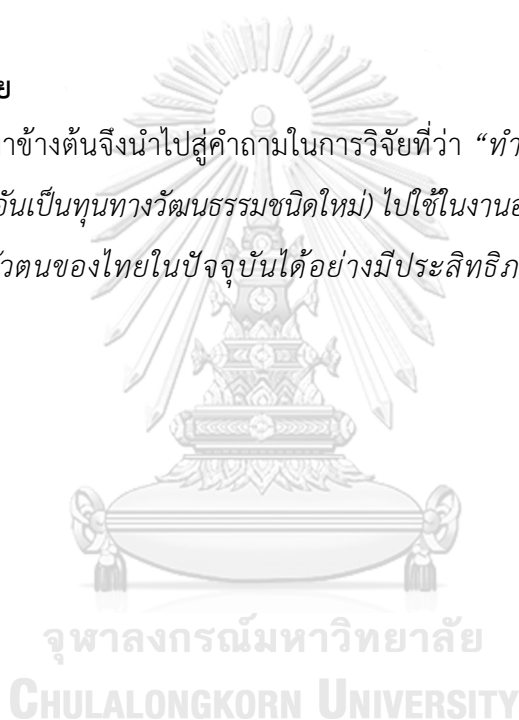 าข้างต้นจึงนำไปสู่คำถามในการวิจัยที่ว่า “ทำ
อันเป็นทุนทางวัฒนธรรมชนิดใหม่) ไปใช้ในงานอ
วตนของไทยในปัจจุบันได้อย่างมีประสิทธิภ
จุฬาลงกรณ์มหาวิทยาลัย
CHULALONGKORN UNIVERSITY